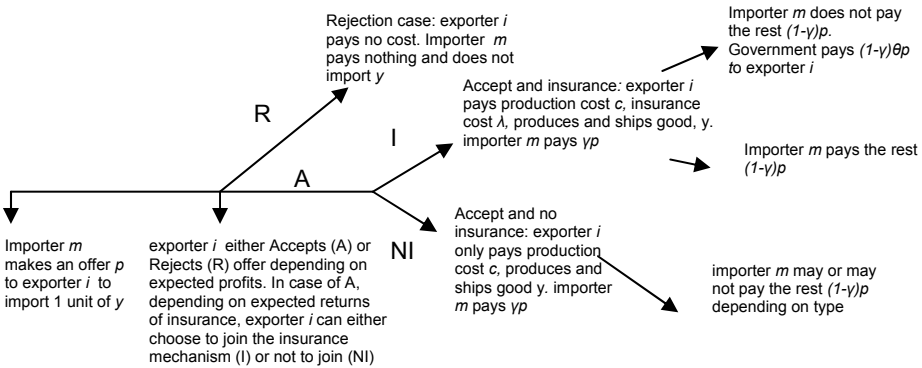 Rejection case: exporter i
pays no cost. Importer m
pays nothing and does not
import y
Importer m does not pay
the rest (1-γ)p.
Government pays (1-γ)θp
to exporter i
R
I
Accept and insurance: exporter i
pays production cost c, insurance
cost λ, produces and ships good, y.
importer m pays γp
Importer m pays the rest
(1-γ)p
A
NI
Accept and no
insurance: exporter i
only pays production
cost c, produces and
ships good y. importer
m pays γp
importer m may or may
not pay the rest (1-γ)p
depending on type
Importer m
makes an offer p
to exporter i to
import 1 unit of y
exporter i either Accepts (A) or
Rejects (R) offer depending on
expected profits. In case of A,
depending on expected returns
of insurance, exporter i can either
choose to join the insurance
mechanism (I) or not to join (NI)